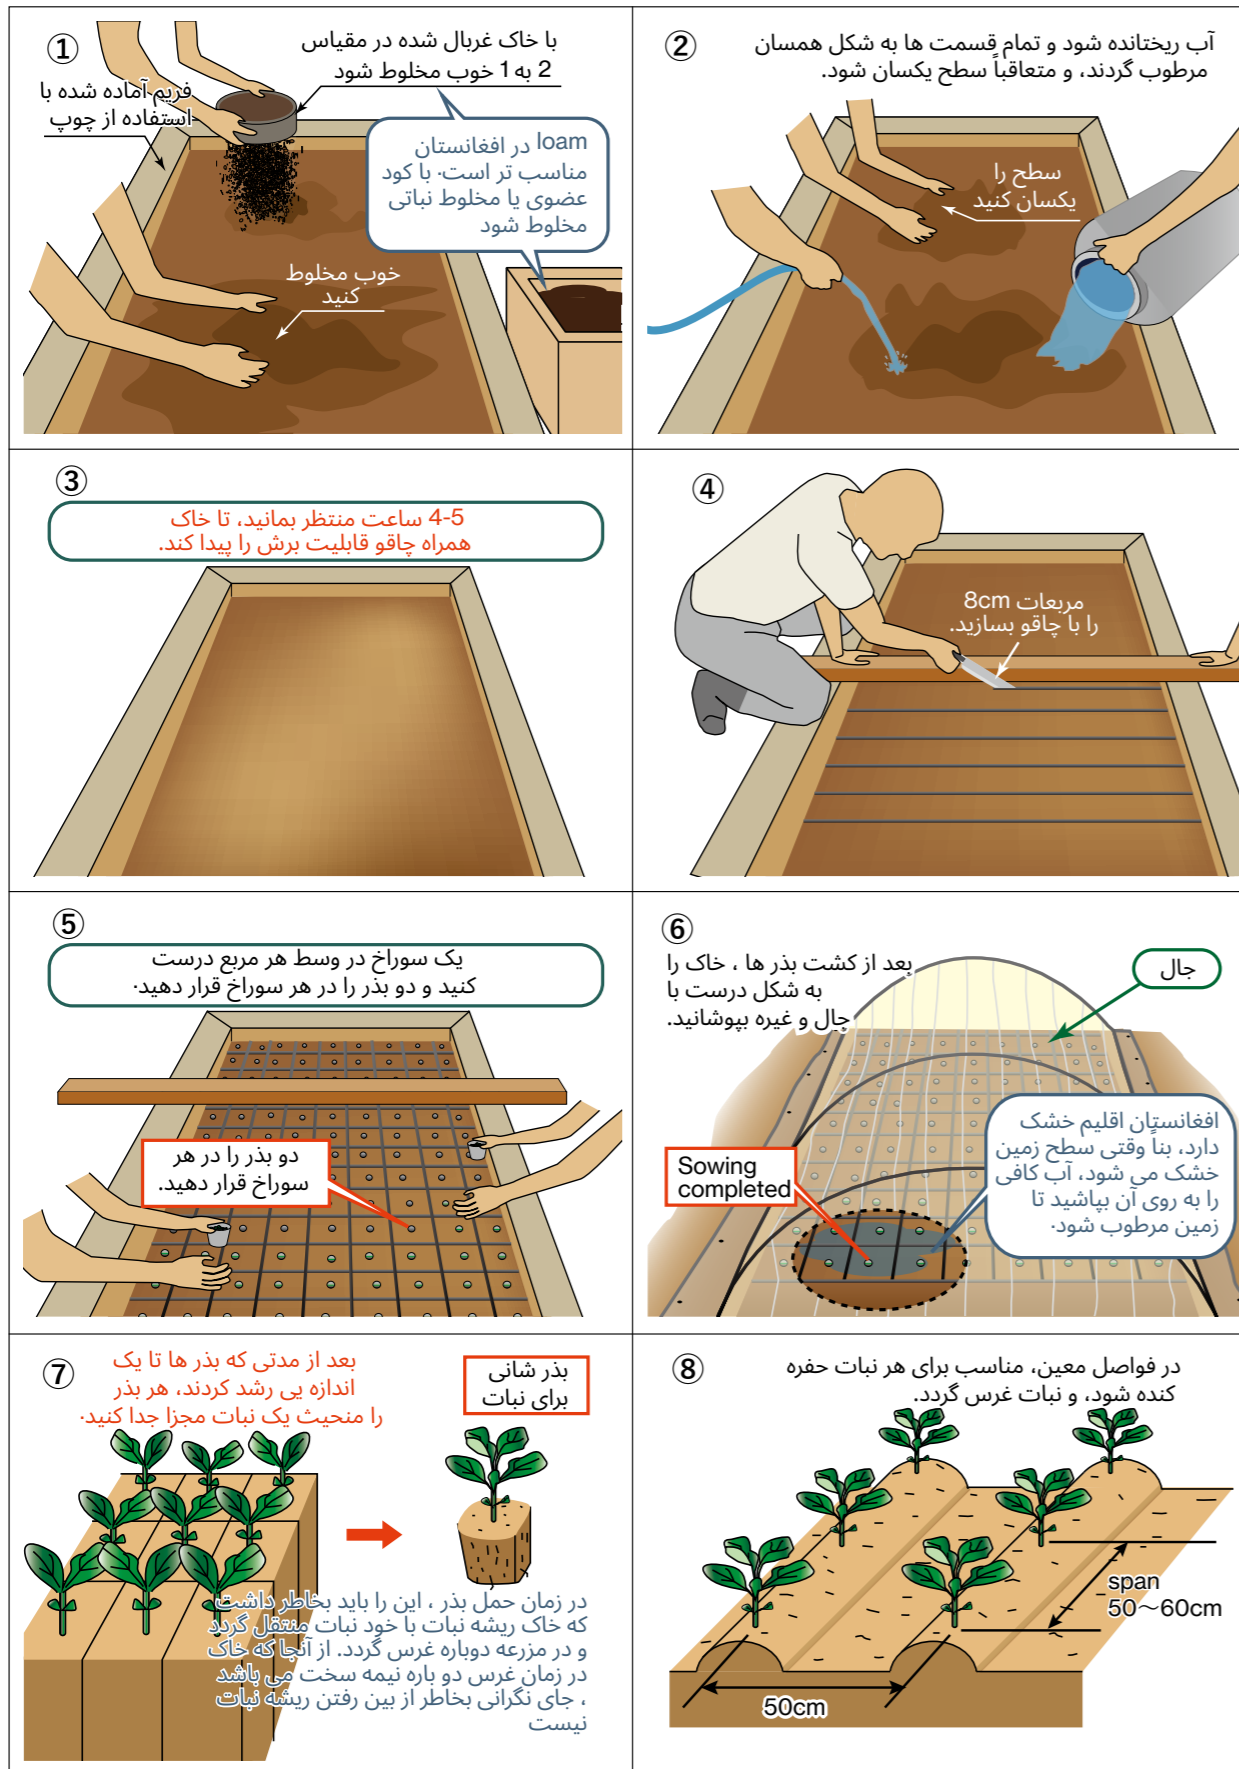 ①
با خاک غربال شده در مقیاس
2 به 1 خوب مخلوط شود
فریم آماده شده با
استفاده از چوپ
loam در افغانستان
مناسب تر است. با کود
عضوی یا مخلوط نباتی
مخلوط شود
خوب مخلوط
کنید
②
آب ریختانده شود و تمام قسمت ها به شکل همسان
مرطوب گردند، و متعاقباً سطح یکسان شود.
سطح را
یکسان کنید
③
4-5 ساعت منتظر بمانید، تا خاک
همراه چاقو قابلیت برش را پیدا کند.
④
مربعات 8cm
را با چاقو بسازید.
⑤
یک سوراخ در وسط هر مربع درست
کنید و دو بذر را در هر سوراخ قرار دهید.
دو بذر را در هر
سوراخ قرار دهید.
⑥
بعد از کشت بذر ها ، خاک را
به شکل درست با
جال و غیره بپوشانید.
جال
افغانستان اقلیم خشک
دارد، بناً وقتی سطح زمین
خشک می شود، آب کافی
را به روی آن بپاشید تا
زمین مرطوب شود.
Sowing
completed
⑦
بعد از مدتی که بذر ها تا یک
اندازه یی رشد کردند، هر بذر
را منحیث یک نبات مجزا جدا کنید.
بذر شانی
برای نبات
در زمان حمل بذر ، این را باید بخاطر داشت
که خاک ریشه نبات با خود نبات منتقل گردد
و در مزرعه دوباره غرس گردد. از آنجا که خاک
در زمان غرس دو باره نیمه سخت می باشد
، جای نگرانی بخاطر از بین رفتن ریشه نبات
نیست
⑧
در فواصل معین، مناسب برای هر نبات حفره
کنده شود، و نبات غرس گردد.
span
50～60cm
50cm